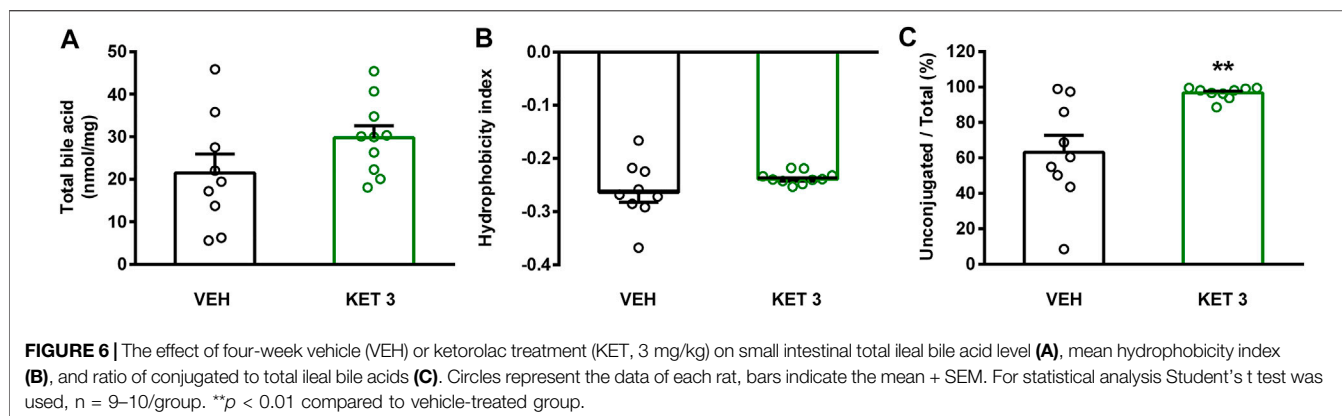 A
Total bile acid
(nmol/mg)
50
40
30
20
10
0
VEH
KET 3
B
Hydrophobicity index
0.0
-0.1
-0.2
-0.3
-0.4
VEH
KET 3
C
Unconjugated / Total (%)
120
100
80
60
40
20
0
**
VEH
KET 3
FIGURE 6 | The effect of four-week vehicle (VEH) or ketorolac treatment (KET, 3 mg/kg) on small intestinal total ileal bile acid level (A), mean hydrophobicity index
(B), and ratio of conjugated to total ileal bile acids (C). Circles represent the data of each rat, bars indicate the mean + SEM. For statistical analysis Student’s t test was
used, n = 9–10/group. **p < 0.01 compared to vehicle-treated group.